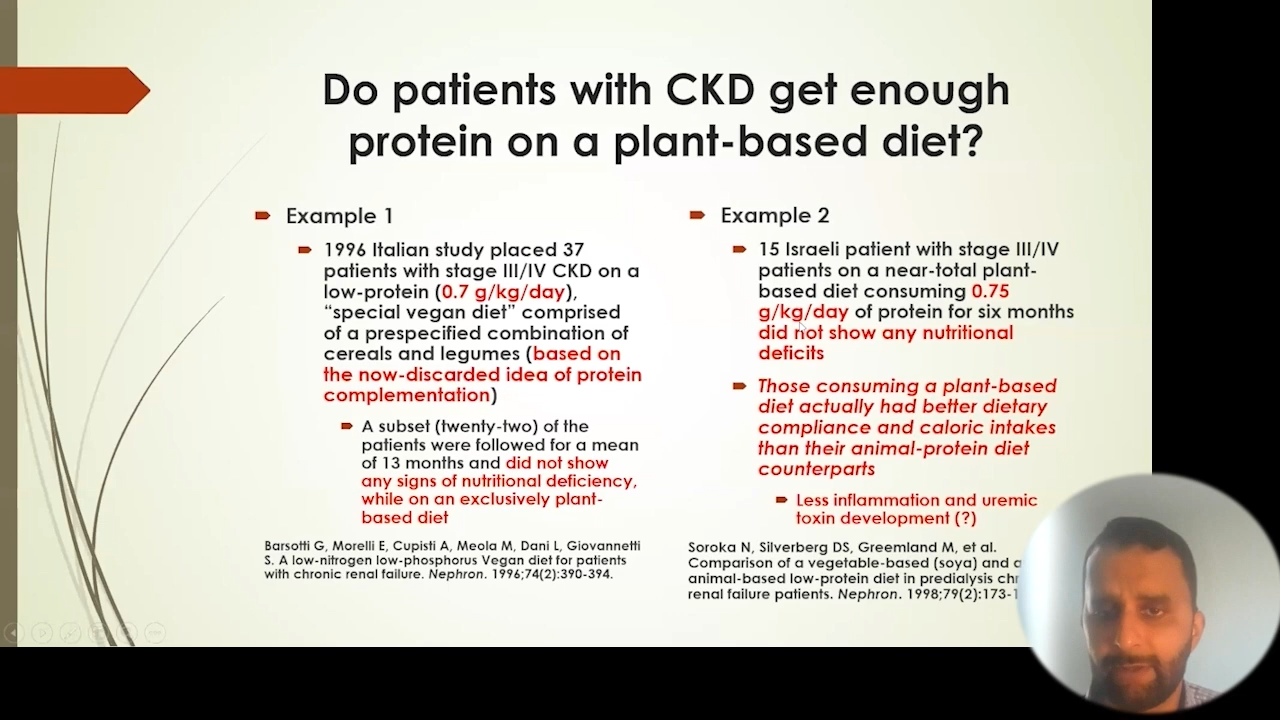 Do patients with CKD get enough
protein on a plant-based diet?
Example 1
1996 Italian study placed 37
patients with stage III/IV CKD on a
low-protein (0.7 g/kg/day),
“special vegan diet” comprised
of a prespecified combination of
cereals and legumes (based on
the now-discarded idea of protein
complementation)
A subset (twenty-two) of the
patients were followed for a mean
of 13 months and did not show
any signs of nutritional deficiency,
while on an exclusively plant-
based diet
Barsotti G, Morelli E, Cupisti A, Meola M, Dani L, Giovannetti
S. A low-nitrogen low-phosphorus Vegan diet for patients
with chronic renal failure. Nephron. 1996;74(2):390-394.
Example 2
15 Israeli patient with stage III/IV
patients on a near-total plant-
based diet consuming 0.75
g/kg/day of protein for six months
did not show any nutritional
deficits
Those consuming a plant-based
diet actually had better dietary
compliance and caloric intakes
than their animal-protein diet
counterparts
Less inflammation and uremic
toxin development (?)
Soroka N, Silverberg DS, Greemland M, et al.
Comparison of a vegetable-based (soya) and a
animal-based low-protein diet in predialysis
renal failure patients. Nephron. 1998;79(2):173-